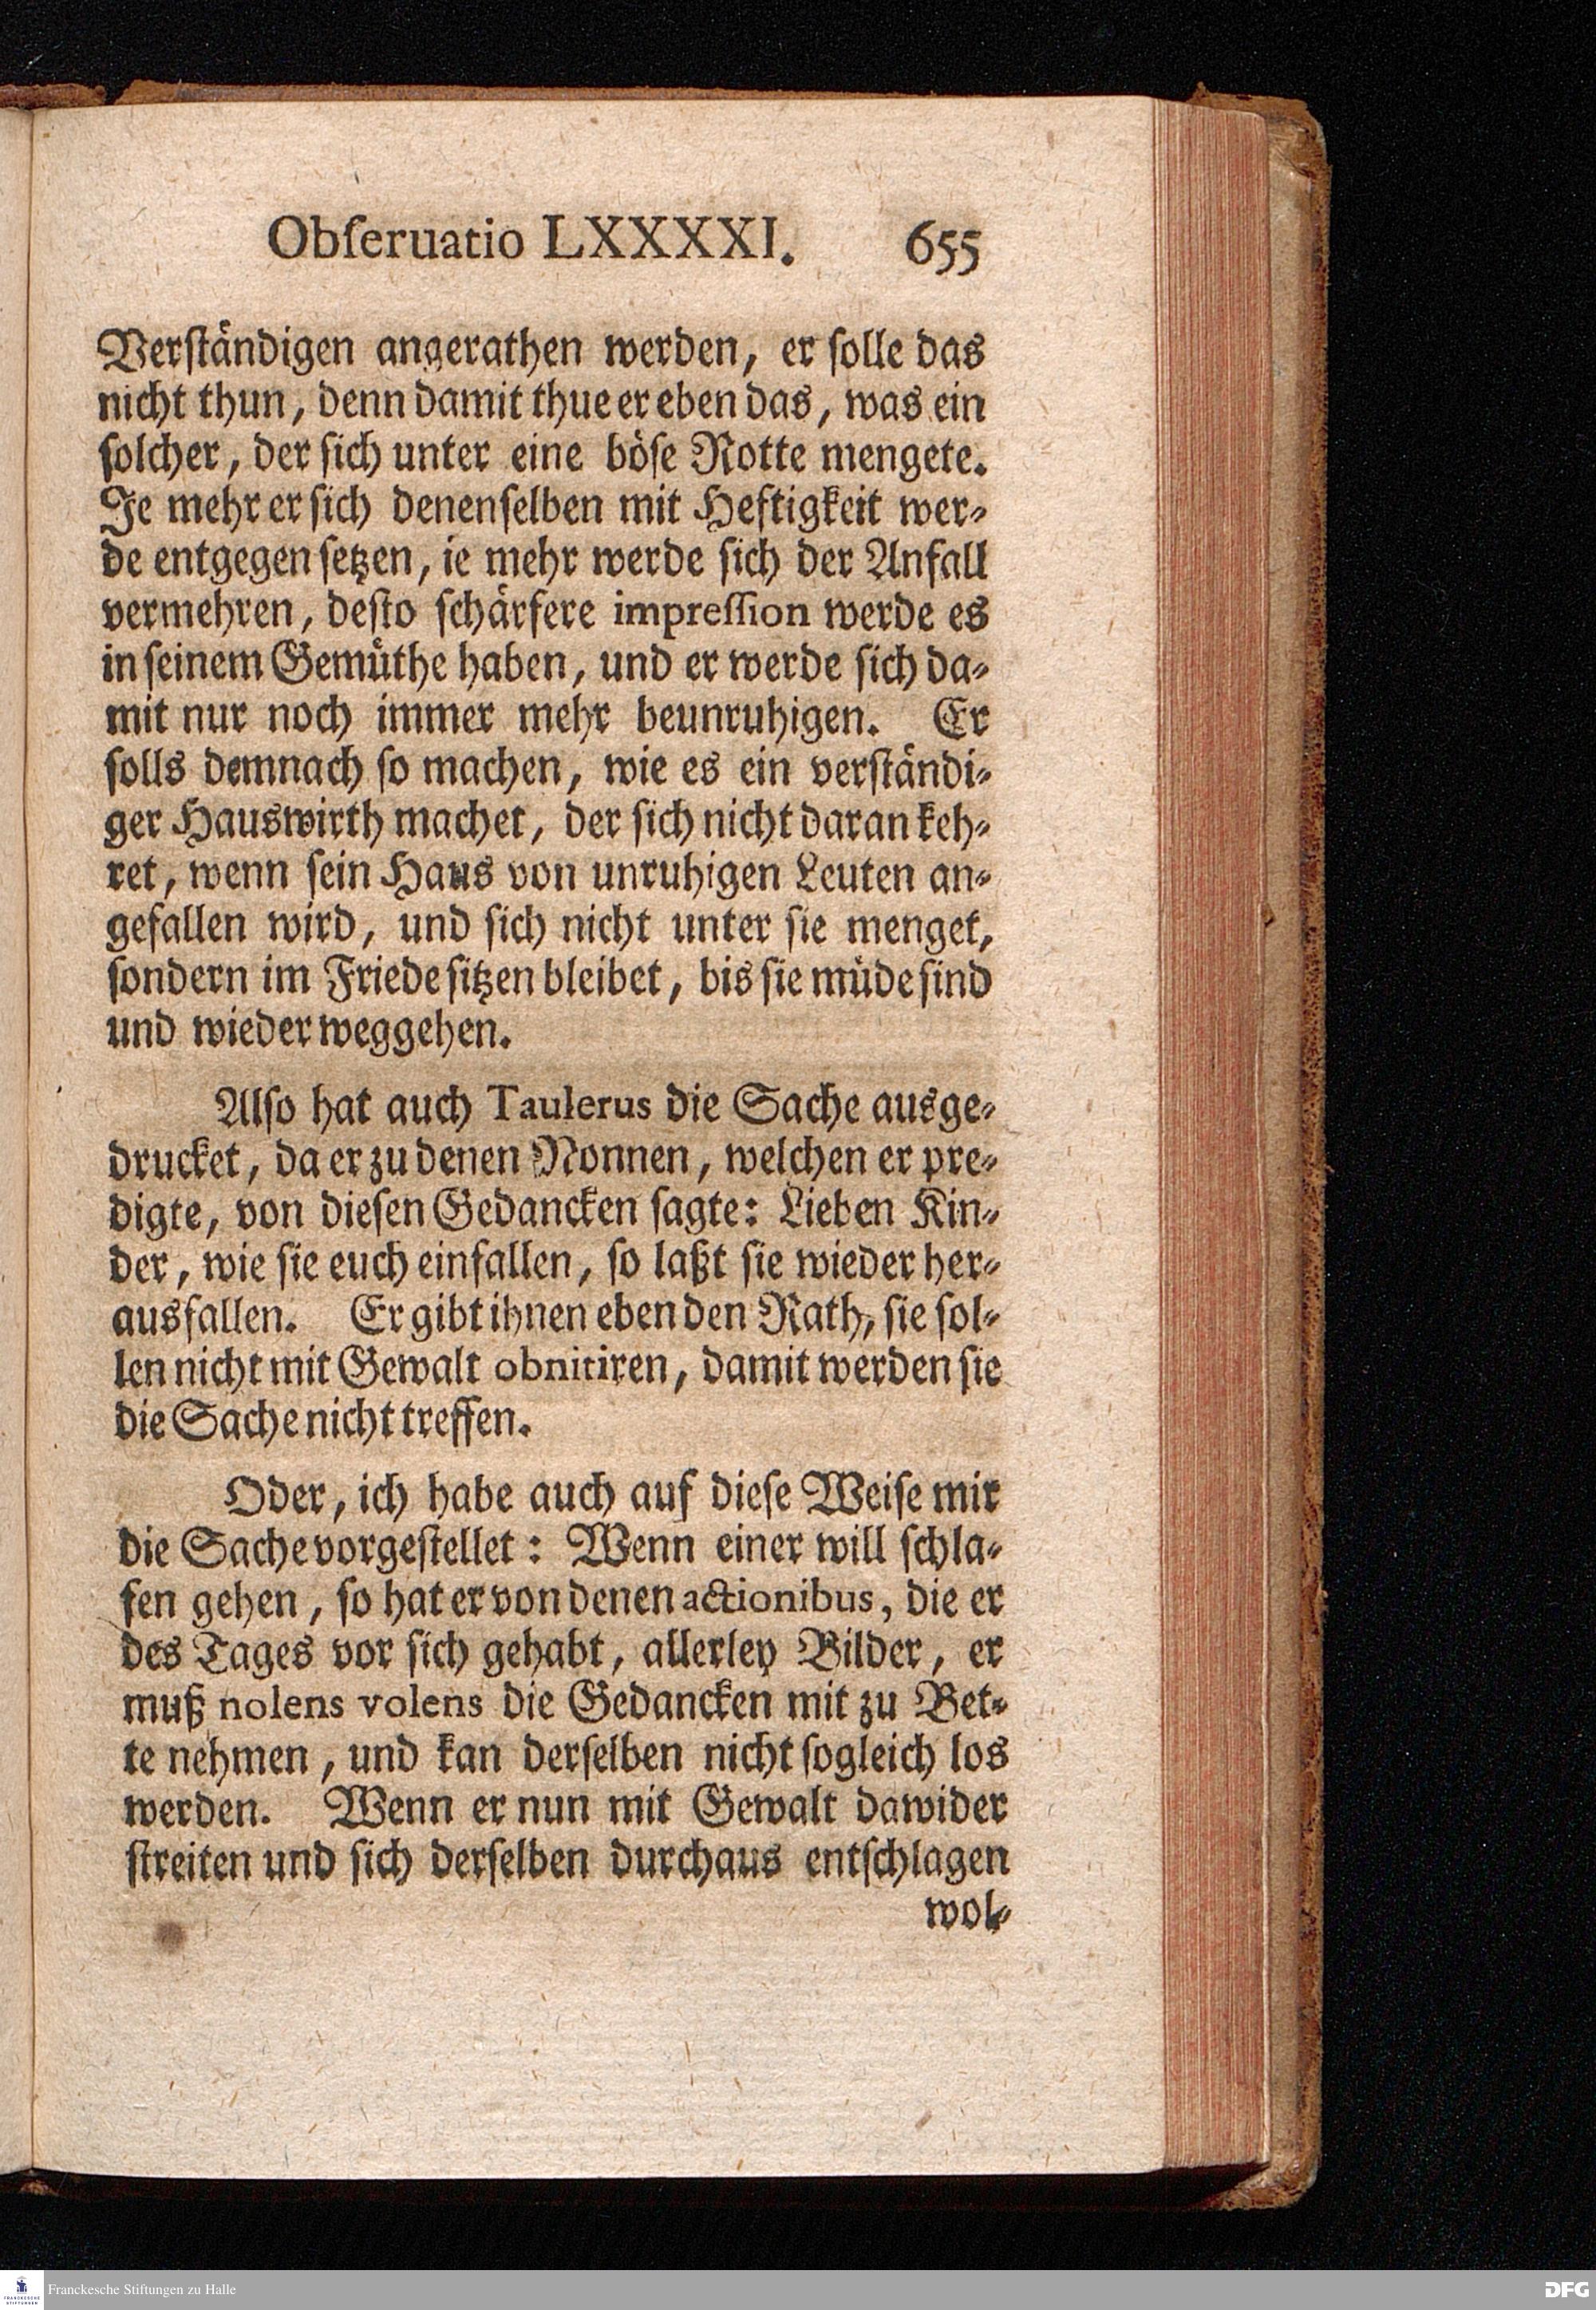 Obſeruatio LXXXXI. 655
Verſtändigen angerathen werden, er ſolle das
nicht thun, denn damit thue er eben das, was ein
ſolcher, der ſich unter eine böſe Rotte mengete.
Je mehr er ſich denenſelben mit Heftigkeit wer-
de entgegen ſetzen, ie mehr werde ſich der Anfall
vermehren, deſto ſchärfere impreſſion werde es
in ſeinem Gemüthe haben, und er werde ſich da-
mit nur noch immer mehr beunruhigen. Er
ſolls demnach ſo machen, wie es ein verſtändi-
ger Hauswirth machet, der ſich nicht daran keh-
ret, wenn ſein Haus von unruhigen Leuten an-
gefallen wird, und ſich nicht unter ſie menget,
ſondern im Friede ſitzen bleibet, bis ſie müde ſind
und wieder weggehen.
Alſo hat auch Taulerus die Sache ausge-
drucket, da er zu denen Nonnen, welchen er pre-
digte, von dieſen Gedancken ſagte: Lieben Kin-
der, wie ſie euch einfallen, ſo laßt ſie wieder her-
ausfallen. Er gibt ihnen eben den Rath, ſie ſol-
len nicht mit Gewalt obnitiren, damit werden ſie
die Sache nicht treffen.
Oder, ich habe auch auf dieſe Weiſe mir
die Sache vorgeſtellet: Wenn einer will ſchla-
fen gehen, ſo hat er von denen actionibus, die er
des Tages vor ſich gehabt, allerley Bilder, er
muß nolens volens die Gedancken mit zu Bet-
te nehmen, und kan derſelben nicht ſogleich los
werden. Wenn er nun mit Gewalt dawider
ſtreiten und ſich derſelben durchaus entſchlagen
wol-
Franckesche Stiftungen zu Halle
DFG